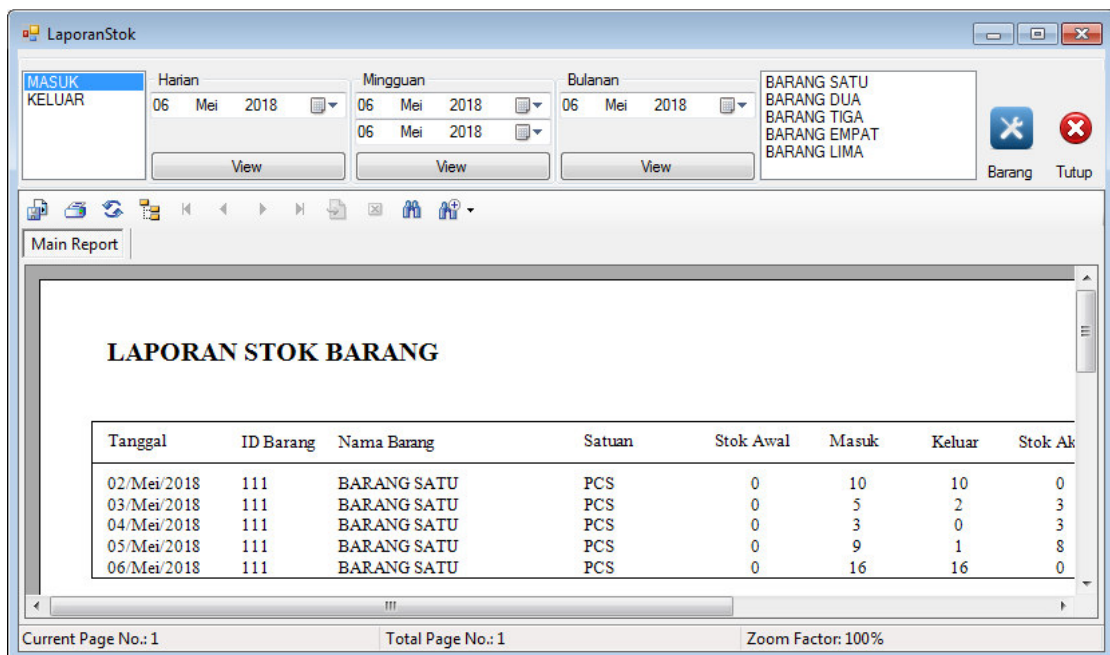 LaporanStok
MASUK
KELUAR
Harian
06 Mei 2018
View
Mingguan
06 Mei 2018
06 Mei 2018
View
Bulanan
06 Mei 2018
View
BARANG SATU
BARANG DUA
BARANG TIGA
BARANG EMPAT
BARANG LIMA
Barang
Tutup
Main Report
LAPORAN STOK BARANG
Tanggal ID Barang Nama Barang Satuan Stok Awal Masuk Keluar Stok Ak
02/Mei/2018 111 BARANG SATU PCS 0 10 10 0
03/Mei/2018 111 BARANG SATU PCS 0 5 2 3
04/Mei/2018 111 BARANG SATU PCS 0 3 0 3
05/Mei/2018 111 BARANG SATU PCS 0 9 1 8
06/Mei/2018 111 BARANG SATU PCS 0 16 16 0
Current Page No.: 1 Total Page No.: 1 Zoom Factor: 100%